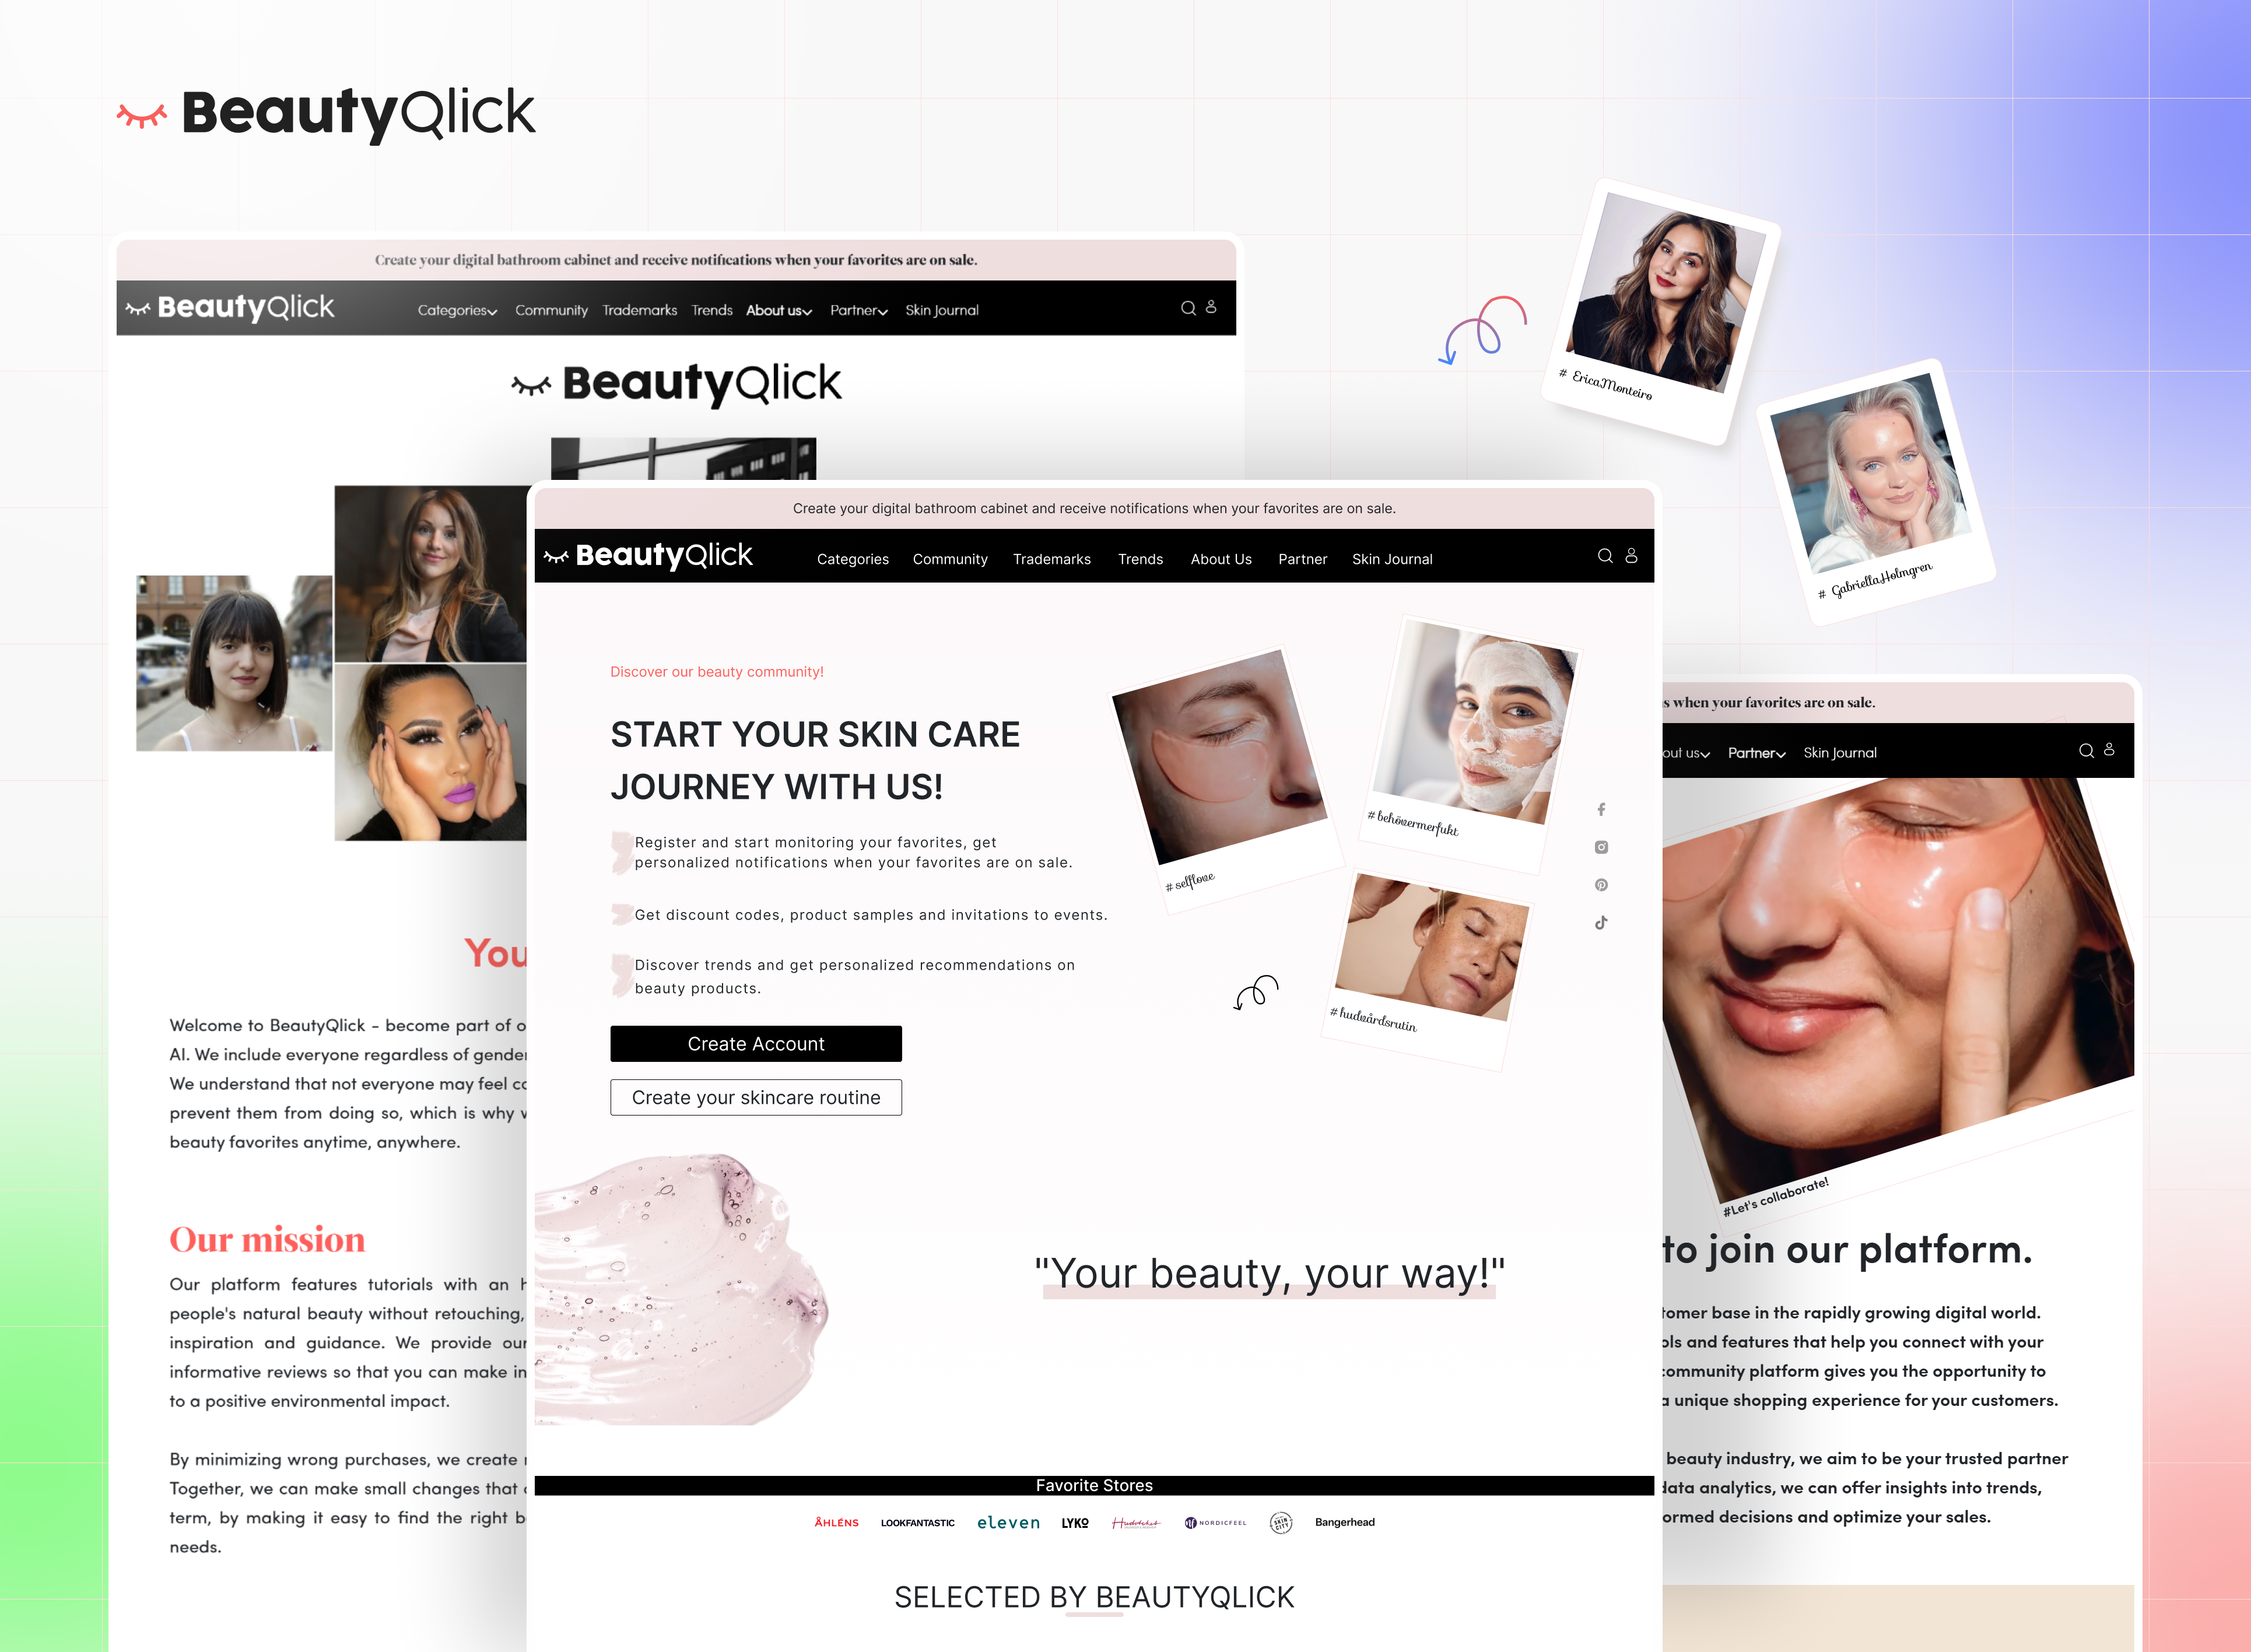 BeautyQlick
Create your digital bathroom cabinet and receive notifications when your favorites are on sale.
BeautyQlick
Categories Community Trademarks Trends About us Partner Skin Journal
BeautyQlick
You
Welcome to BeautyQlick - become part of o
AI. We include everyone regardless of gender
We understand that not everyone may feel co
prevent them from doing so, which is why w
beauty favorites anytime, anywhere.
Our mission
Our platform features tutorials with an h
people's natural beauty without retouching,
inspiration and guidance. We provide our
informative reviews so that you can make in
to a positive environmental impact.
By minimizing wrong purchases, we create
Together, we can make small changes that
term, by making it easy to find the right b
needs.
Create your digital bathroom cabinet and receive notifications when your favorites are on sale.
BeautyQlick
Categories Community Trademarks Trends About Us Partner Skin Journal
Discover our beauty community!
START YOUR SKIN CARE
JOURNEY WITH US!
Register and start monitoring your favorites, get
personalized notifications when your favorites are on sale.
Get discount codes, product samples and invitations to events.
Discover trends and get personalized recommendations on
beauty products.
Create Account
Create your skincare routine
# selflove
# behövermerfukt
# hudvårdsrutin
"Your beauty, your way!"
Favorite Stores
ÅHLÉNS LOOKFANTASTIC eleven LYKO Hudoteket NORDICFEEL SKIN CITY Bangerhead
SELECTED BY BEAUTYQLICK
# EricaMonteiro
# GabriellaHolmgren
s when your favorites are on sale.
out us Partner Skin Journal
#Let's collaborate!
to join our platform.
tomer base in the rapidly growing digital world.
ols and features that help you connect with your
community platform gives you the opportunity to
a unique shopping experience for your customers.
beauty industry, we aim to be your trusted partner
data analytics, we can offer insights into trends,
ormed decisions and optimize your sales.